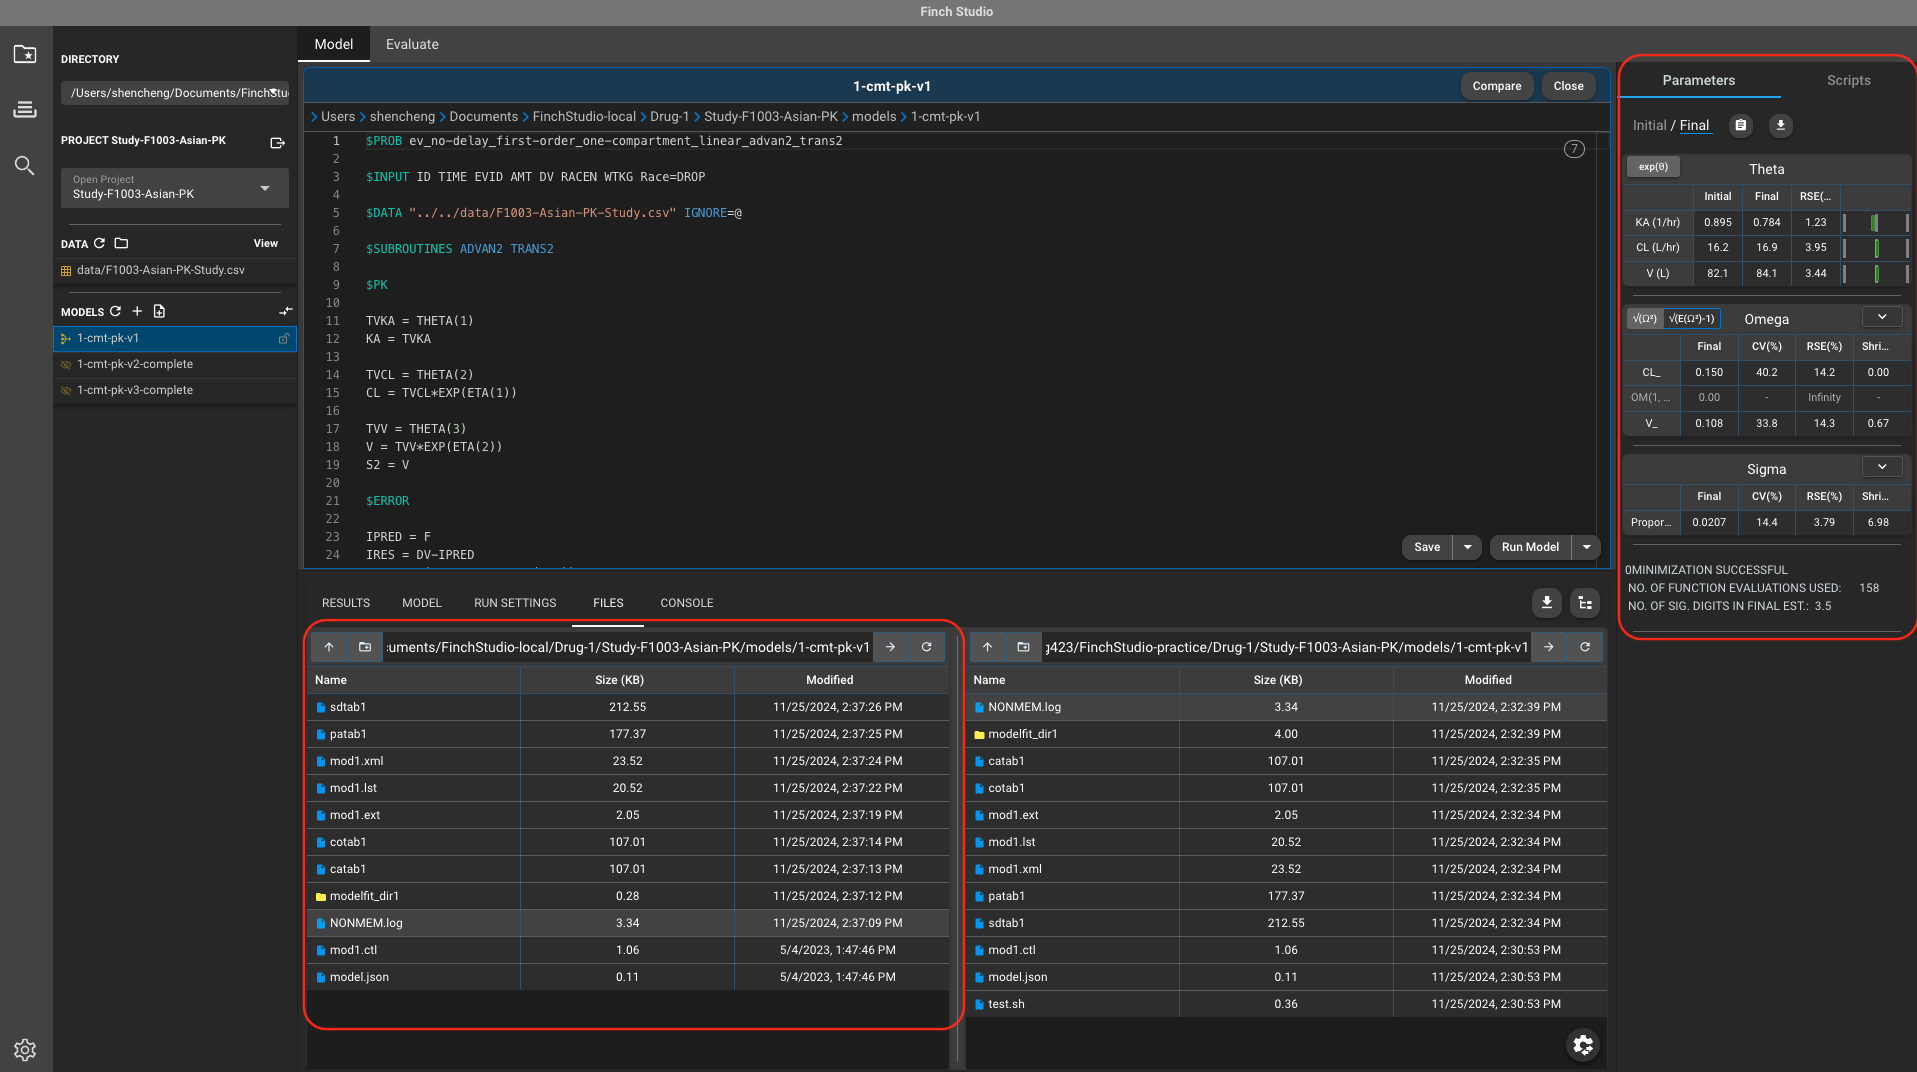 Finch Studio
DIRECTORY
/Users/shencheng/Documents/FinchStu
PROJECT Study-F1003-Asian-PK
Open Project
Study-F1003-Asian-PK
DATA
View
data/F1003-Asian-PK-Study.csv
MODELS
1-cmt-pk-v1
1-cmt-pk-v2-complete
1-cmt-pk-v3-complete
Model Evaluate
1-cmt-pk-v1
Compare Close
Users > shencheng > Documents > FinchStudio-local > Drug-1 > Study-F1003-Asian-PK > models > 1-cmt-pk-v1
7
1 $PROB ev_no-delay_first-order_one-compartment_linear_advan2_trans2
2
3 $INPUT ID TIME EVID AMT DV RACEN WTKG Race=DROP
4
5 $DATA "../../data/F1003-Asian-PK-Study.csv" IGNORE=@
6
7 $SUBROUTINES ADVAN2 TRANS2
8
9 $PK
10
11 TVKA = THETA(1)
12 KA = TVKA
13
14 TVCL = THETA(2)
15 CL = TVCL*EXP(ETA(1))
16
17 TVV = THETA(3)
18 V = TVV*EXP(ETA(2))
19 S2 = V
20
21 $ERROR
22
23 IPRED = F
24 IRES = DV-IPRED
Save Run Model
RESULTS MODEL RUN SETTINGS FILES CONSOLE
:uments/FinchStudio-local/Drug-1/Study-F1003-Asian-PK/models/1-cmt-pk-v1
Name Size (KB) Modified
sdtab1 212.55 11/25/2024, 2:37:26 PM
patab1 177.37 11/25/2024, 2:37:25 PM
mod1.xml 23.52 11/25/2024, 2:37:24 PM
mod1.lst 20.52 11/25/2024, 2:37:22 PM
mod1.ext 2.05 11/25/2024, 2:37:19 PM
cotab1 107.01 11/25/2024, 2:37:14 PM
catab1 107.01 11/25/2024, 2:37:13 PM
modelfit_dir1 0.28 11/25/2024, 2:37:12 PM
NONMEM.log 3.34 11/25/2024, 2:37:09 PM
mod1.ctl 1.06 5/4/2023, 1:47:46 PM
model.json 0.11 5/4/2023, 1:47:46 PM
g423/FinchStudio-practice/Drug-1/Study-F1003-Asian-PK/models/1-cmt-pk-v1
Name Size (KB) Modified
NONMEM.log 3.34 11/25/2024, 2:32:39 PM
modelfit_dir1 4.00 11/25/2024, 2:32:39 PM
catab1 107.01 11/25/2024, 2:32:35 PM
cotab1 107.01 11/25/2024, 2:32:35 PM
mod1.ext 2.05 11/25/2024, 2:32:34 PM
mod1.lst 20.52 11/25/2024, 2:32:34 PM
mod1.xml 23.52 11/25/2024, 2:32:34 PM
patab1 177.37 11/25/2024, 2:32:34 PM
sdtab1 212.55 11/25/2024, 2:32:34 PM
mod1.ctl 1.06 11/25/2024, 2:30:53 PM
model.json 0.11 11/25/2024, 2:30:53 PM
test.sh 0.36 11/25/2024, 2:30:53 PM
Parameters Scripts
Initial / Final
exp(θ) Theta
Initial Final RSE(...
KA (1/hr) 0.895 0.784 1.23
CL (L/hr) 16.2 16.9 3.95
V (L) 82.1 84.1 3.44
√(Ω²) √(E(Ω²)-1) Omega
Final CV(%) RSE(%) Shri...
CL_ 0.150 40.2 14.2 0.00
OM(1, ... 0.00 - Infinity -
V_ 0.108 33.8 14.3 0.67
Sigma
Final CV(%) RSE(%) Shri...
Propor... 0.0207 14.4 3.79 6.98
0MINIMIZATION SUCCESSFUL
NO. OF FUNCTION EVALUATIONS USED: 158
NO. OF SIG. DIGITS IN FINAL EST.: 3.5